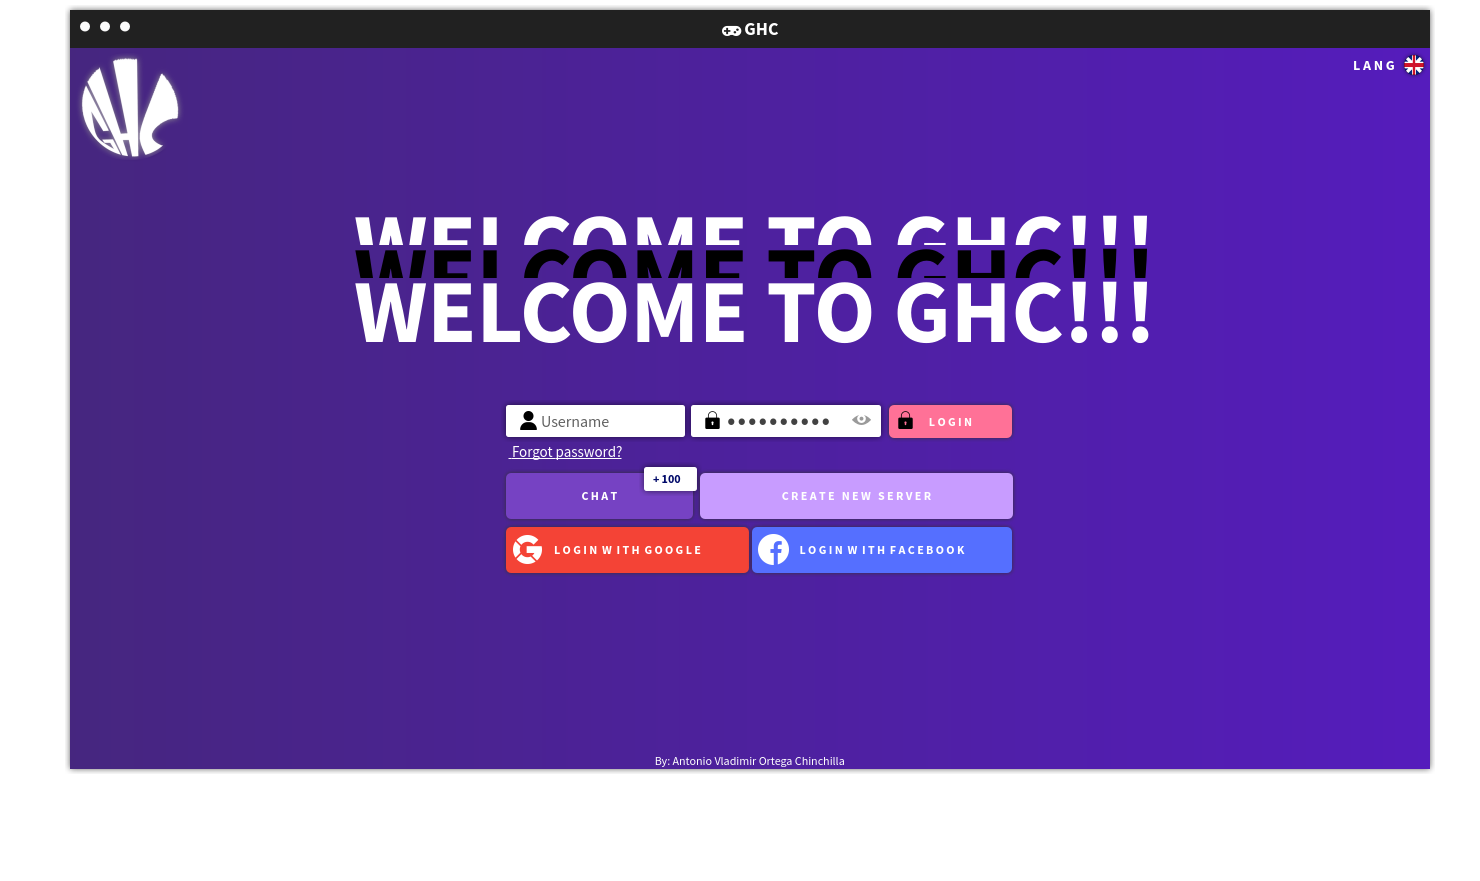 GHC
LANG
GHC
WELCOME TO GHC!!!
WELCOME TO GHC!!!
WELCOME TO GHC!!!
Username
LOGIN
Forgot password?
+ 100
CHAT
CREATE NEW SERVER
LOGIN WITH GOOGLE
LOGIN WITH FACEBOOK
By: Antonio Vladimir Ortega Chinchilla